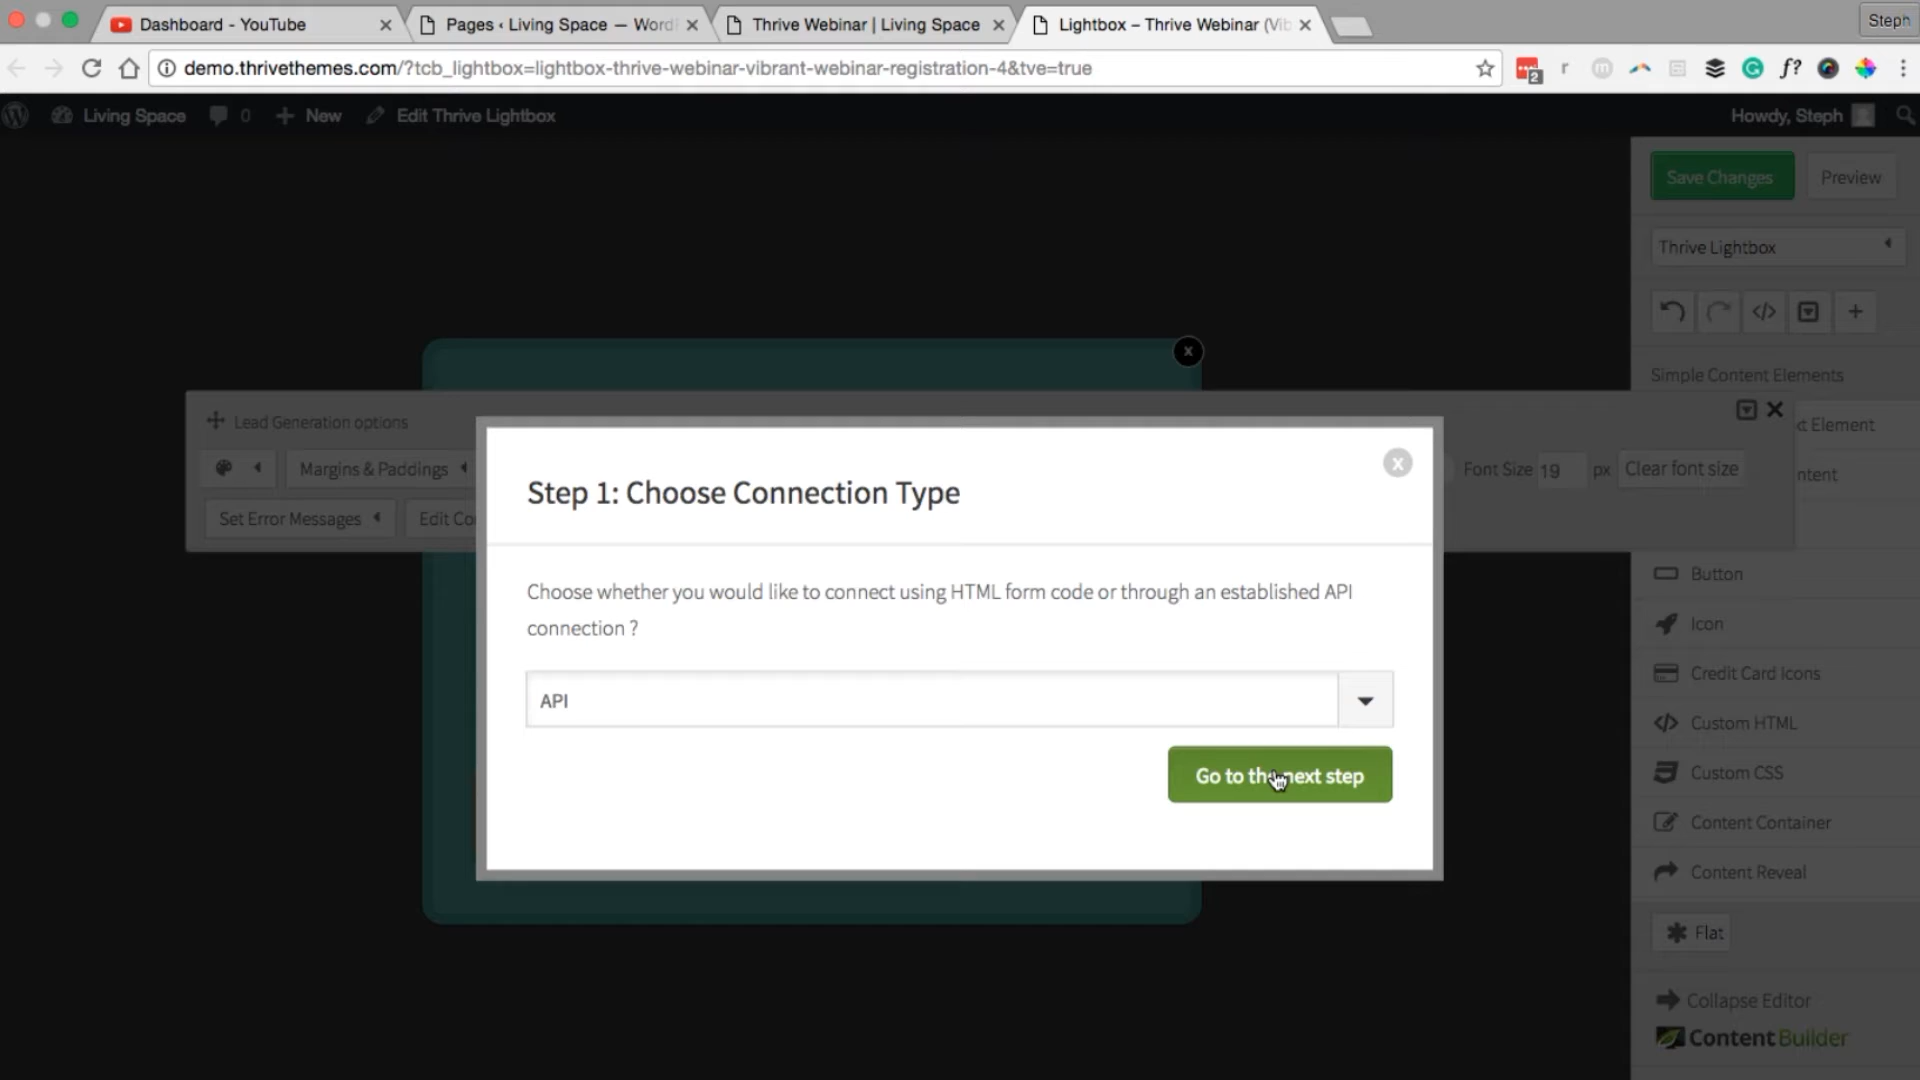 Dashboard - YouTube
Pages ‹ Living Space — Word
Thrive Webinar | Living Space
Lightbox – Thrive Webinar (Vib
Steph
demo.thrivethemes.com/?tcb_lightbox=lightbox-thrive-webinar-vibrant-webinar-registration-4&tve=true
2
r
m
f?
Living Space
0
New
Edit Thrive Lightbox
Howdy, Steph
Save Changes
Preview
Thrive Lightbox
Simple Content Elements
x
Lead Generation options
ct Element
Margins & Paddings
Font Size 19 px
Clear font size
ntent
Set Error Messages
Edit Co
x
Step 1: Choose Connection Type
Choose whether you would like to connect using HTML form code or through an established API
connection ?
API
Go to the next step
Button
Icon
Credit Card Icons
Custom HTML
Custom CSS
Content Container
Content Reveal
Flat
Collapse Editor
Content Builder